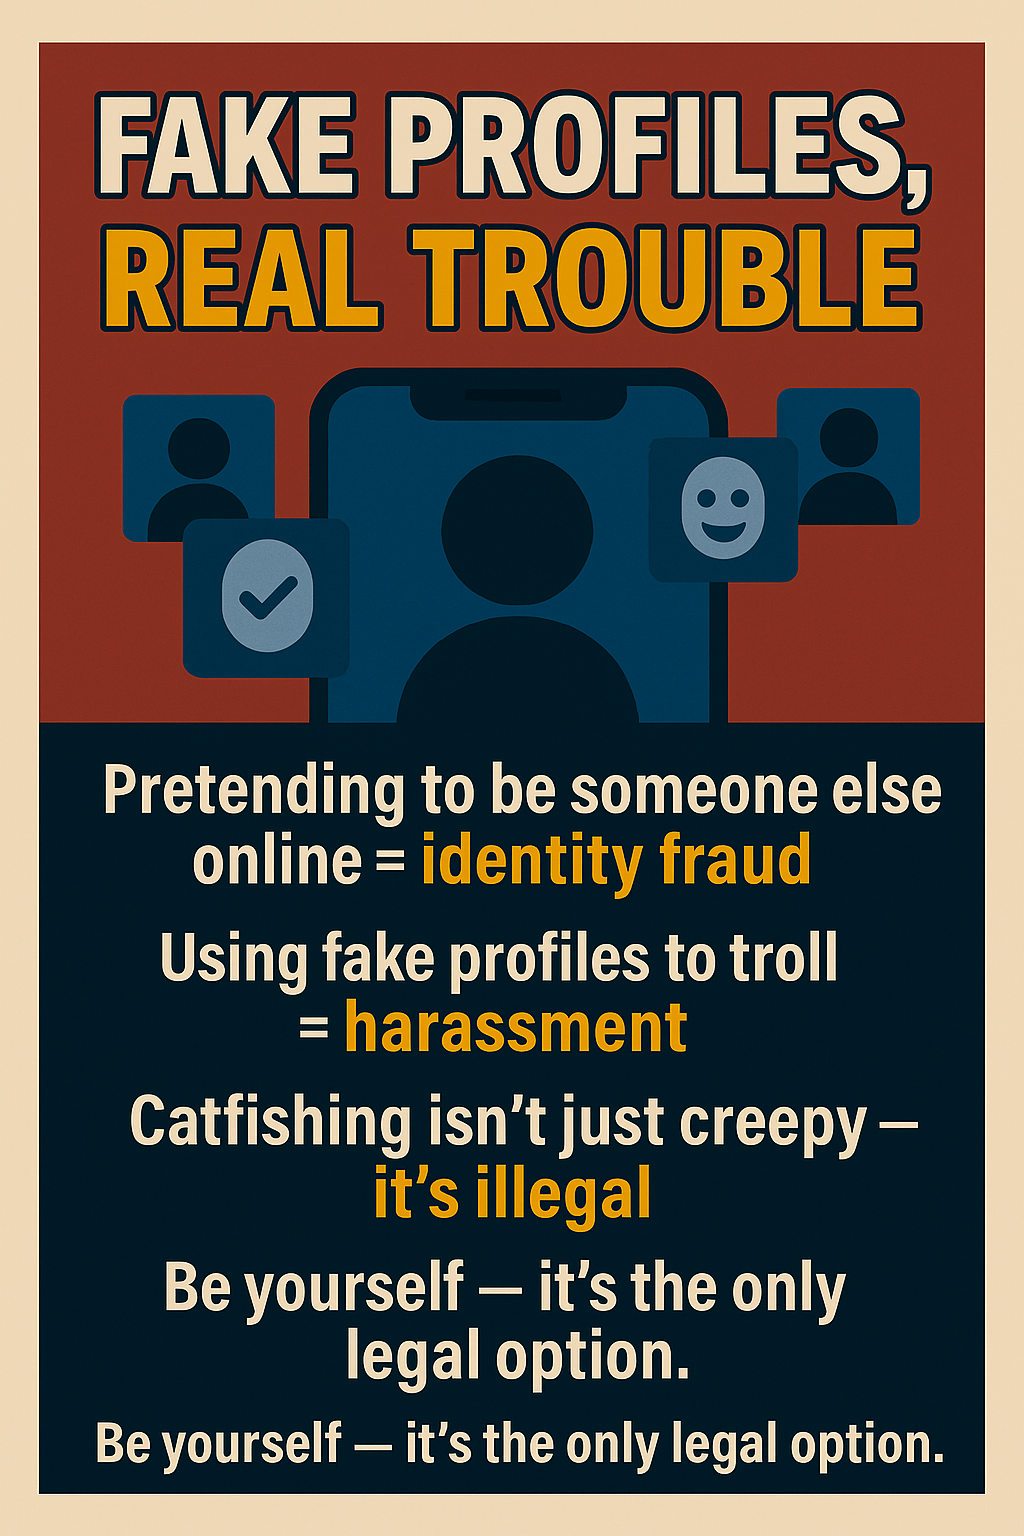 FAKE PROFILES,
REAL TROUBLE
Pretending to be someone else
online = identity fraud
Using fake profiles to troll
= harassment
Catfishing isn’t just creepy —
it’s illegal
Be yourself — it’s the only
legal option.
Be yourself — it’s the only legal option.